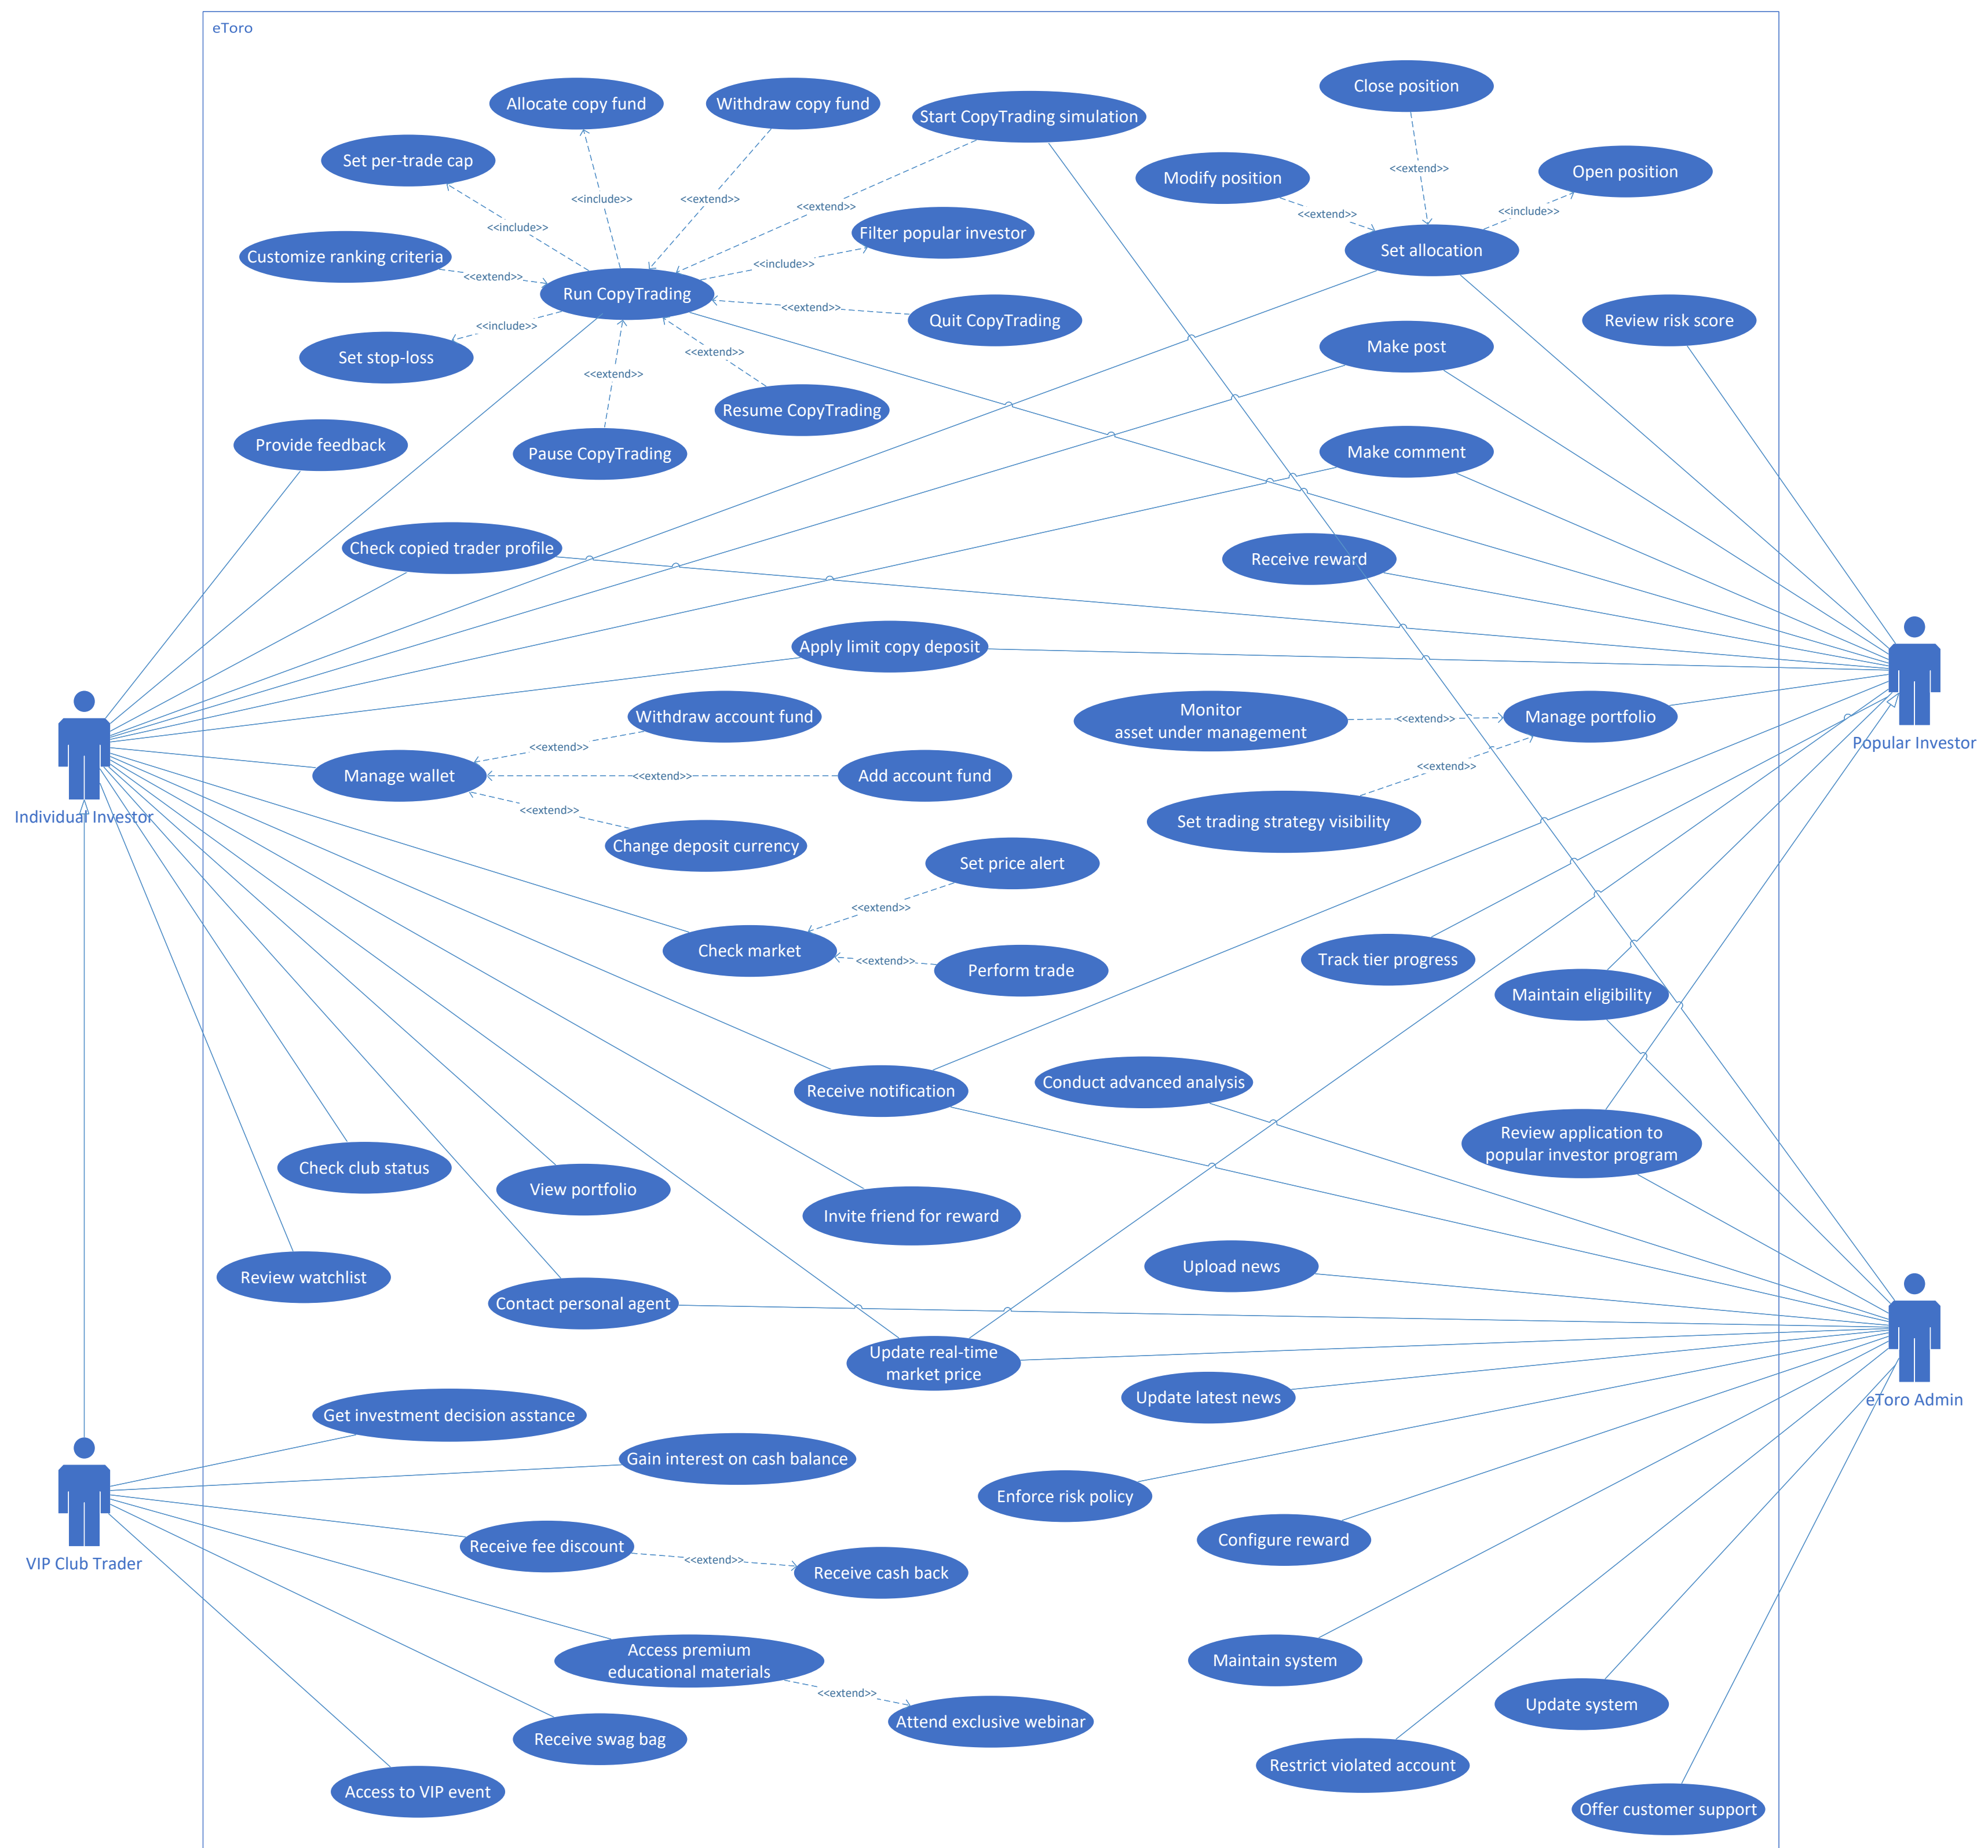 eToro
Close position
Allocate copy fund
Withdraw copy fund
Start CopyTrading simulation
Set per-trade cap
<<extend>>
Open position
Modify position
<<include>>
<<extend>>
<<extend>>
<<include>>
<<extend>>
<<include>>
Filter popular investor
Set allocation
Customize ranking criteria
<<include>>
<<extend>>
Run CopyTrading
<<extend>>
Quit CopyTrading
Review risk score
<<include>>
Set stop-loss
<<extend>>
Make post
<<extend>>
Resume CopyTrading
Provide feedback
Pause CopyTrading
Make comment
Check copied trader profile
Receive reward
Apply limit copy deposit
Withdraw account fund
Monitor
asset under management
<<extend>>
Manage portfolio
Popular Investor
<<extend>>
Manage wallet
<<extend>>
Add account fund
<<extend>>
Individual Investor
<<extend>>
Set trading strategy visibility
Change deposit currency
Set price alert
<<extend>>
Check market
<<extend>>
Perform trade
Track tier progress
Maintain eligibility
Receive notification
Conduct advanced analysis
Review application to
popular investor program
Check club status
View portfolio
Invite friend for reward
Upload news
Review watchlist
Contact personal agent
Update real-time
market price
Update latest news
eToro Admin
Get investment decision asstance
Gain interest on cash balance
Enforce risk policy
Configure reward
Receive fee discount
<<extend>>
Receive cash back
VIP Club Trader
Access premium
educational materials
Maintain system
<<extend>>
Attend exclusive webinar
Update system
Receive swag bag
Restrict violated account
Access to VIP event
Offer customer support